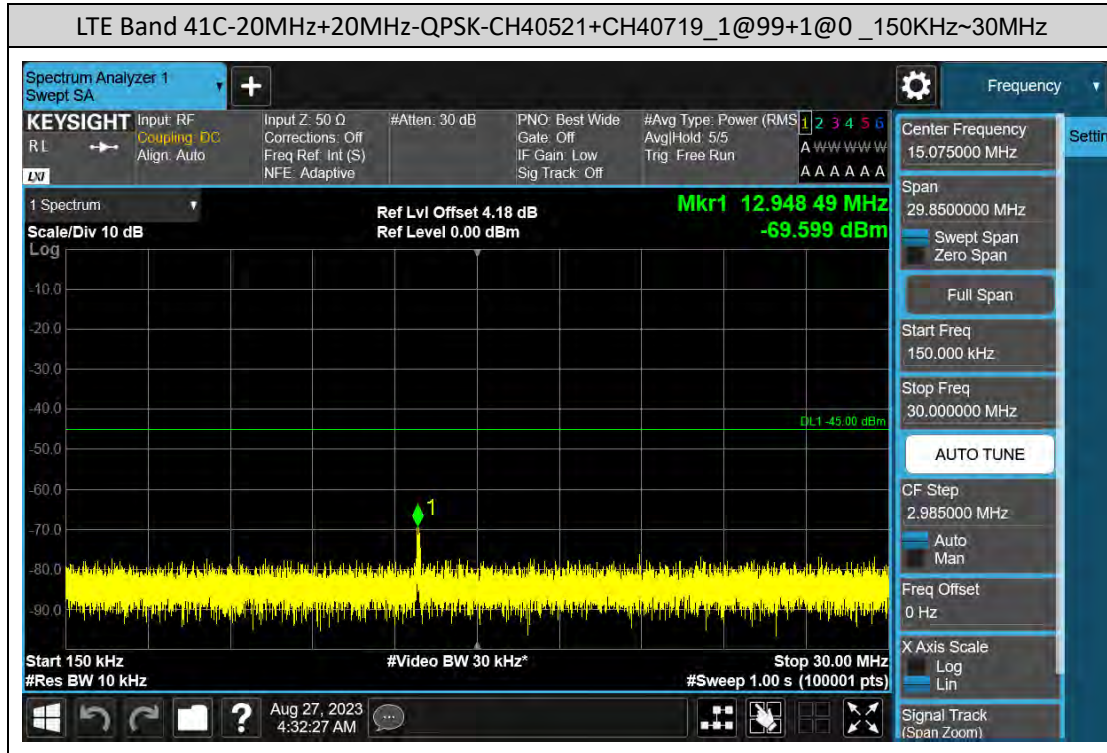 LTE Band 41C-20MHz+20MHz-QPSK-CH40521+CH40719_1@99+1@0 _150KHz~30MHz
Spectrum Analyzer 1
Swept SA
+
Frequency
KEYSIGHT
RL
LXI
Input: RF
Coupling: DC
Align: Auto
Input Z: 50 Ω
Corrections: Off
Freq Ref: Int (S)
NFE: Adaptive
#Atten: 30 dB
PNO: Best Wide
Gate: Off
IF Gain: Low
Sig Track: Off
#Avg Type: Power (RMS
Avg|Hold: 5/5
Trig: Free Run
1 2 3 4 5 6
A W W W W W
A A A A A A
1 Spectrum
Scale/Div 10 dB
Log
Ref Lvl Offset 4.18 dB
Ref Level 0.00 dBm
Mkr1 12.948 49 MHz
-69.599 dBm
-10.0
-20.0
-30.0
-40.0
DL1 -45.00 dBm
-50.0
-60.0
1
-70.0
-80.0
-90.0
Start 150 kHz
#Res BW 10 kHz
#Video BW 30 kHz*
Stop 30.00 MHz
#Sweep 1.00 s (100001 pts)
Center Frequency
15.075000 MHz
Settin
Span
29.8500000 MHz
Swept Span
Zero Span
Full Span
Start Freq
150.000 kHz
Stop Freq
30.000000 MHz
AUTO TUNE
CF Step
2.985000 MHz
Auto
Man
Freq Offset
0 Hz
X Axis Scale
Log
Lin
Signal Track
(Span Zoom)
?
Aug 27, 2023
4:32:27 AM